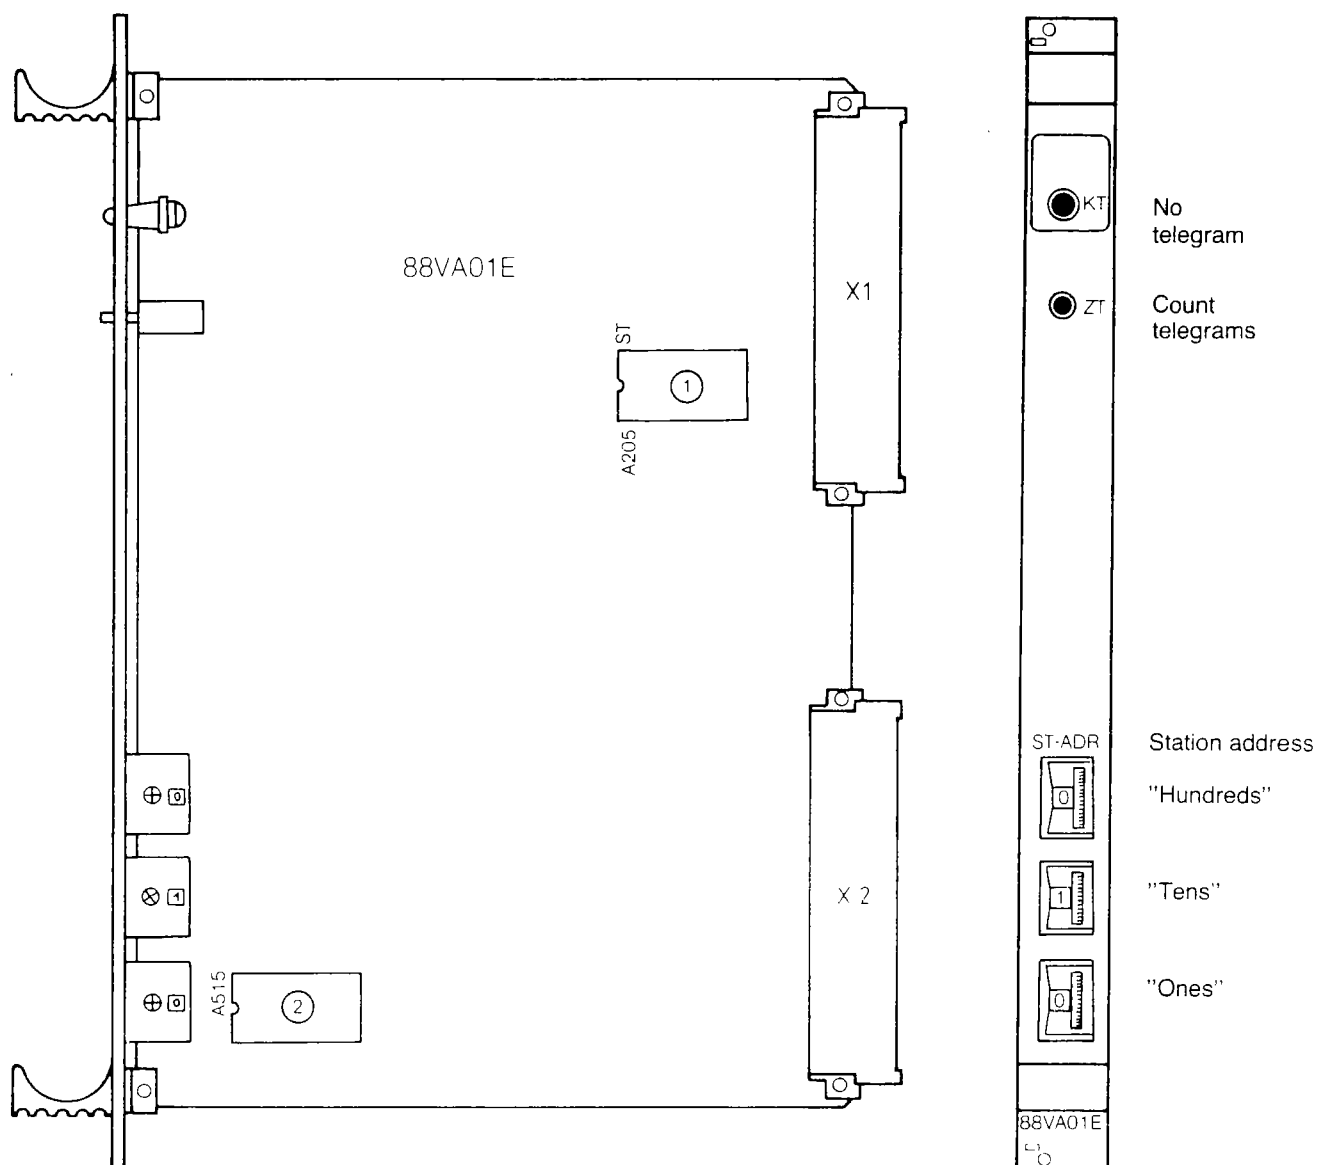 88VA01E
X1
ST
1
A205
0
1
0
A515
2
X 2
KT
No
telegram
ZT
Count
telegrams
ST-ADR
Station address
0
"Hundreds"
1
"Tens"
0
"Ones"
88VA01E